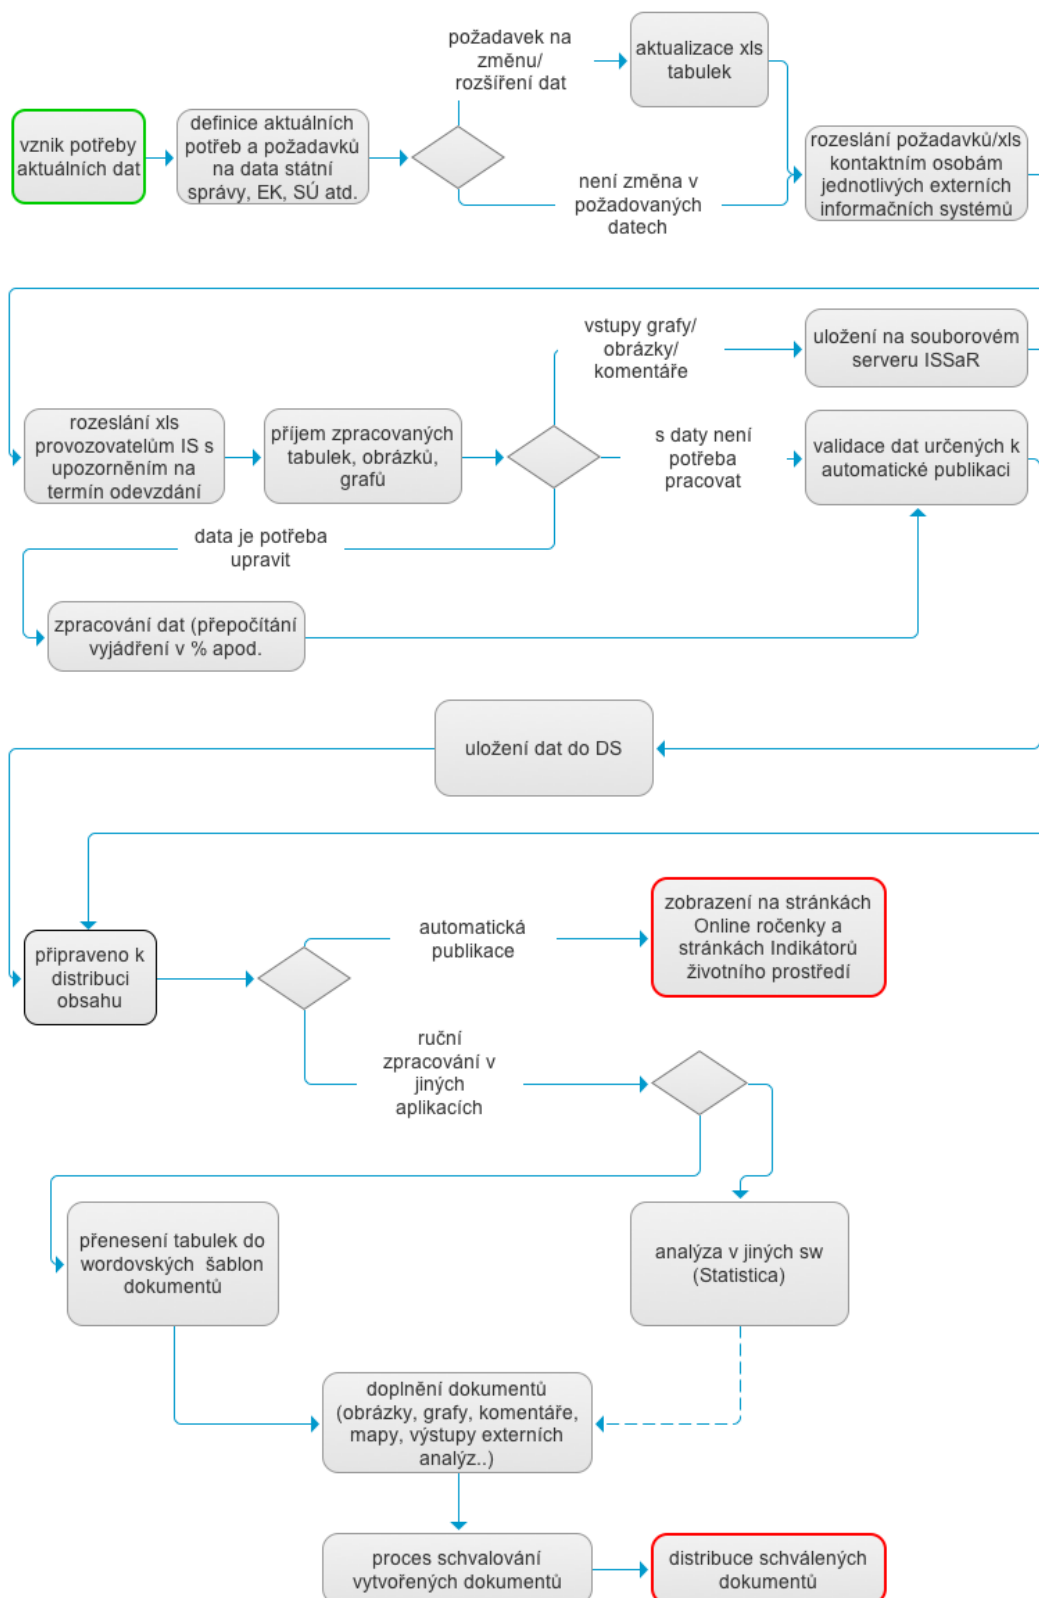 vznik potřeby
aktuálních dat
definice aktuálních
potřeb a požadavků
na data státní
správy, EK, SÚ atd.
požadavek na
změnu/
rozšíření dat
aktualizace xls
tabulek
není změna v
požadovaných
datech
rozeslání požadavků/xls
kontaktním osobám
jednotlivých externích
informačních systémů
rozeslání xls
provozovatelům IS s
upozorněním na
termín odevzdání
příjem zpracovaných
tabulek, obrázků,
grafů
vstupy grafy/
obrázky/
komentáře
uložení na souborovém
serveru ISSaR
s daty není
potřeba
pracovat
validace dat určených k
automatické publikaci
data je potřeba
upravit
zpracování dat (přepočítání
vyjádření v % apod.
uložení dat do DS
připraveno k
distribuci
obsahu
automatická
publikace
zobrazení na stránkách
Online ročenky a
stránkách Indikátorů
životního prostředí
ruční
zpracování v
jiných
aplikacích
přenesení tabulek do
wordovských šablon
dokumentů
analýza v jiných sw
(Statistica)
doplnění dokumentů
(obrázky, grafy, komentáře,
mapy, výstupy externích
analýz..)
proces schvalování
vytvořených dokumentů
distribuce schválených
dokumentů